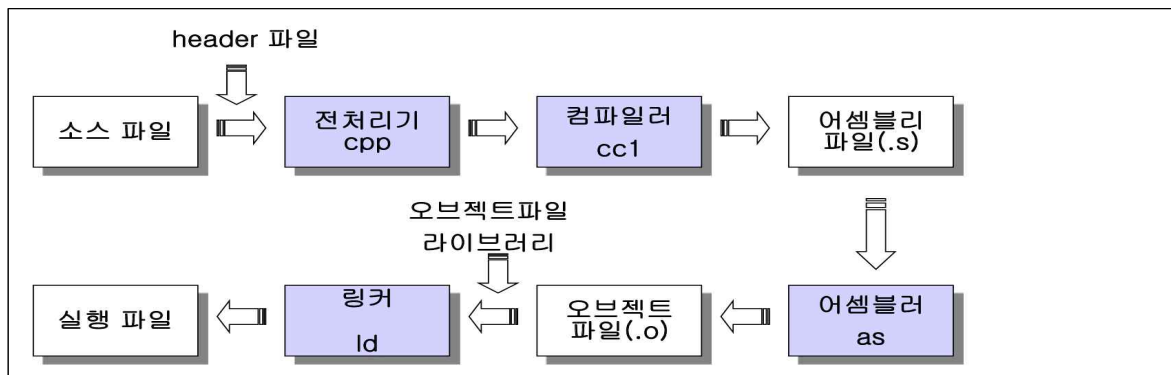 header 파일
소스 파일
전처리기
cpp
컴파일러
cc1
어셈블리
파일(.s)
오브젝트파일
라이브러리
실행 파일
링커
ld
오브젝트
파일(.o)
어셈블러
as